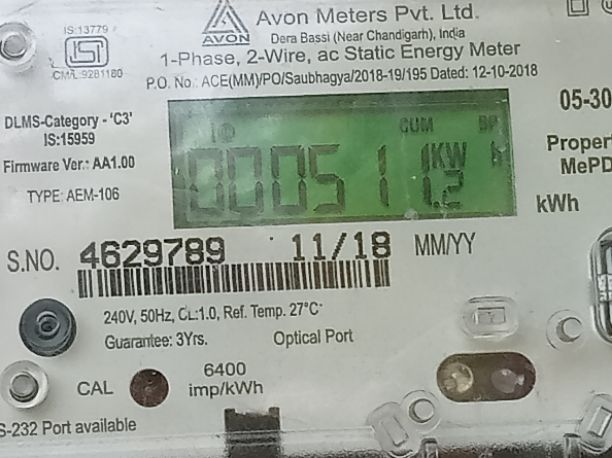 IS:13779
CM/L:9281180
AVON
Avon Meters Pvt. Ltd.
Dera Bassi (Near Chandigarh), India
1-Phase, 2-Wire, ac Static Energy Meter
P.O. No.: ACE(MM)/PO/Saubhagya/2018-19/195 Dated: 12-10-2018
DLMS-Category - 'C3'
IS:15959
Firmware Ver.: AA1.00
TYPE: AEM-106
CUM
00051
KW h
05-30
Proper
MePD
kWh
S.NO. 4629789 11/18 MM/YY
240V, 50Hz, CL:1.0, Ref. Temp. 27°C
Guarantee: 3Yrs. Optical Port
CAL
6400
imp/kWh
S-232 Port available